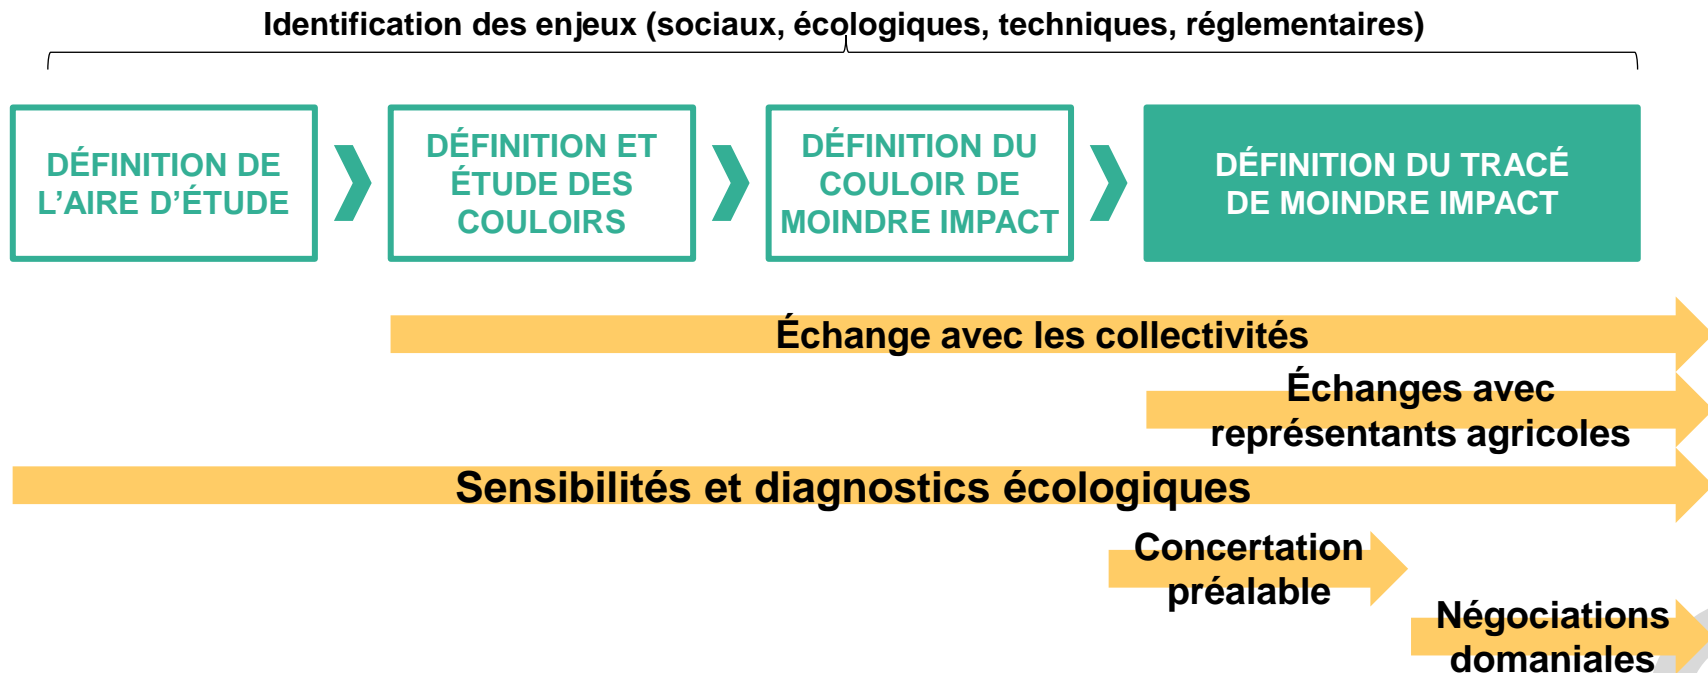 Identification des enjeux (sociaux, écologiques, techniques, réglementaires)
DÉFINITION DE
L'AIRE D'ÉTUDE
DÉFINITION ET
ÉTUDE DES
COULOIRS
DÉFINITION DU
COULOIR DE
MOINDRE IMPACT
DÉFINITION DU TRACÉ
DE MOINDRE IMPACT
Échange avec les collectivités
Échanges avec
représentants agricoles
Sensibilités et diagnostics écologiques
Concertation
préalable
Négociations
domaniales